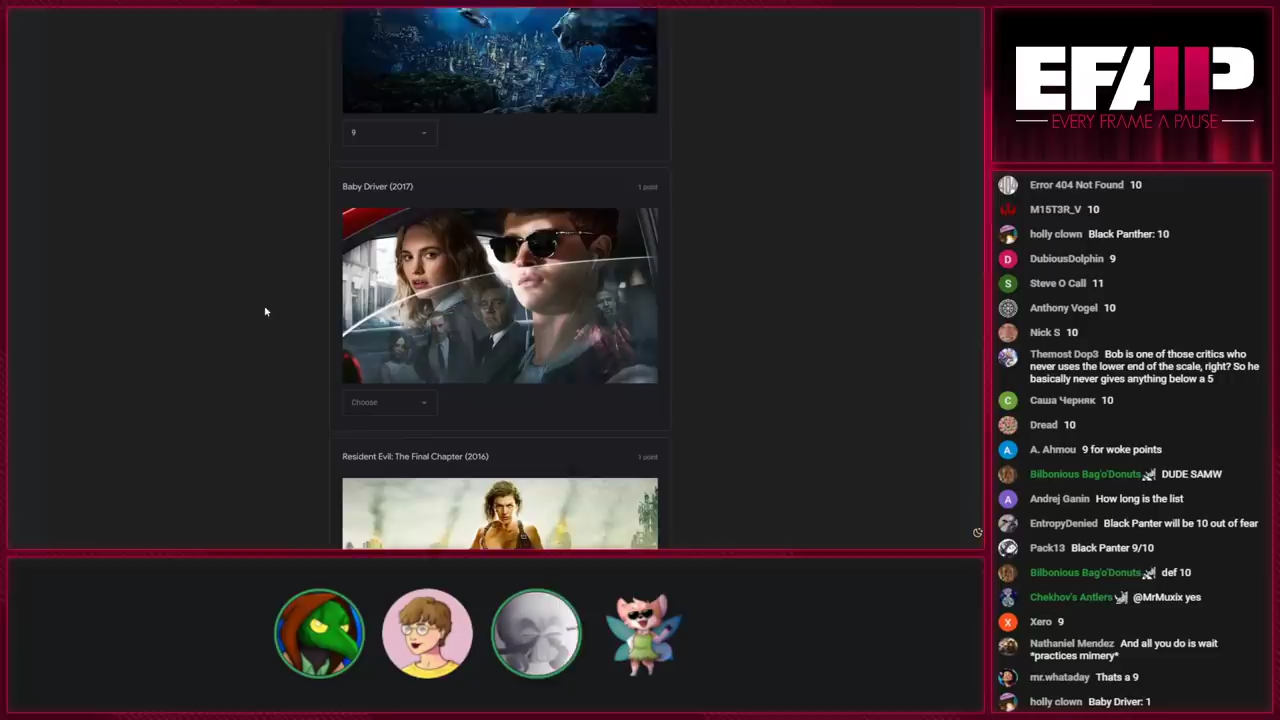 9
Baby Driver (2017)
1 point
Choose
Resident Evil: The Final Chapter (2016)
1 point
EFAP
EVERY FRAME A PAUSE
Error 404 Not Found 10
M15T3R_V 10
holly clown Black Panther: 10
D
DubiousDolphin 9
S
Steve O Call 11
Anthony Vogel 10
Nick S 10
Themost Dop3 Bob is one of those critics who
never uses the lower end of the scale, right? So he
basically never gives anything below a 5
С
Саша Черняк 10
Dread 10
A.
A. Ahmou 9 for woke points
Bilbonious Bag'o'Donuts DUDE SAMW
A
Andrej Ganin How long is the list
EntropyDenied Black Panter will be 10 out of fear
Pack13 Black Panter 9/10
Bilbonious Bag'o'Donuts def 10
Chekhov's Antlers @MrMuxix yes
X
Xero 9
Nathaniel Mendez And all you do is wait
*practices mimery*
mr.whataday Thats a 9
holly clown Baby Driver: 1